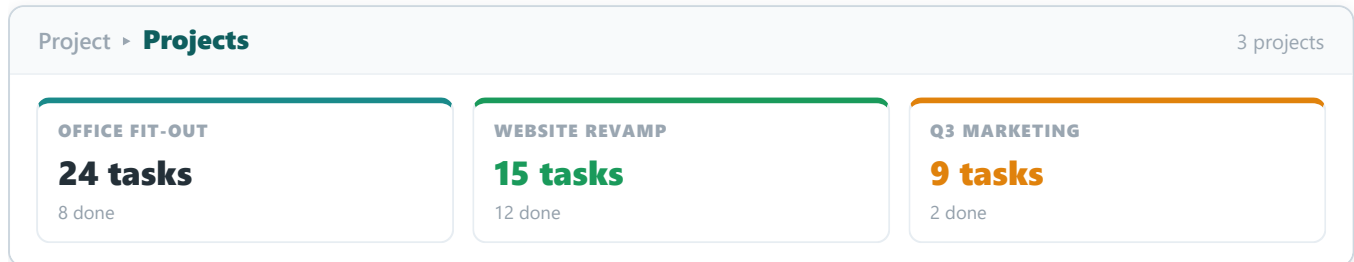 Project ▸ Projects
3 projects
OFFICE FIT-OUT
24 tasks
8 done
WEBSITE REVAMP
15 tasks
12 done
Q3 MARKETING
9 tasks
2 done